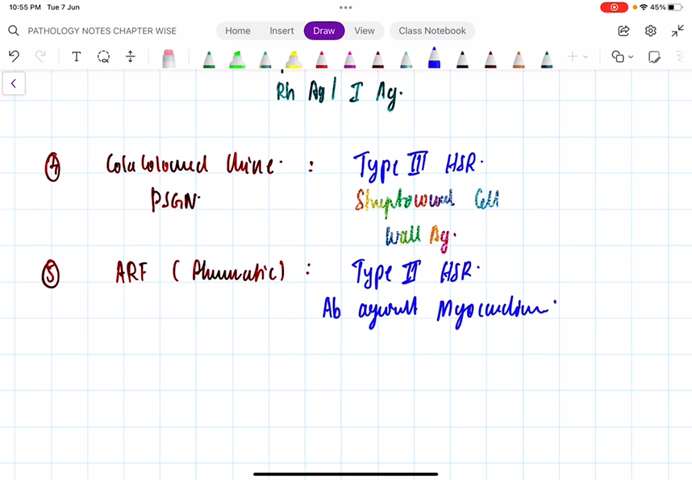 10:55 PM Tue 7 Jun
45%
PATHOLOGY NOTES CHAPTER WISE
Home Insert Draw View Class Notebook
Rh Ag / I Ag.
④ Cola coloured Urine : Type III HSR.
PSGN. Streptococcal Cell
Wall Ag.
⑤ ARF (Rheumatic) : Type II HSR.
Ab against Myocardium.